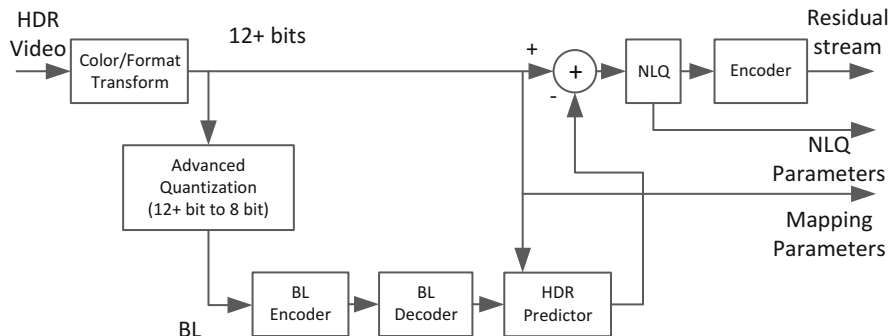 HDR
Video
12+ bits
Residual
stream
Color/Format
Transform
+
+
-
NLQ
Encoder
NLQ
Parameters
Advanced
Quantization
(12+ bit to 8 bit)
Mapping
Parameters
BL
BL
Encoder
BL
Decoder
HDR
Predictor